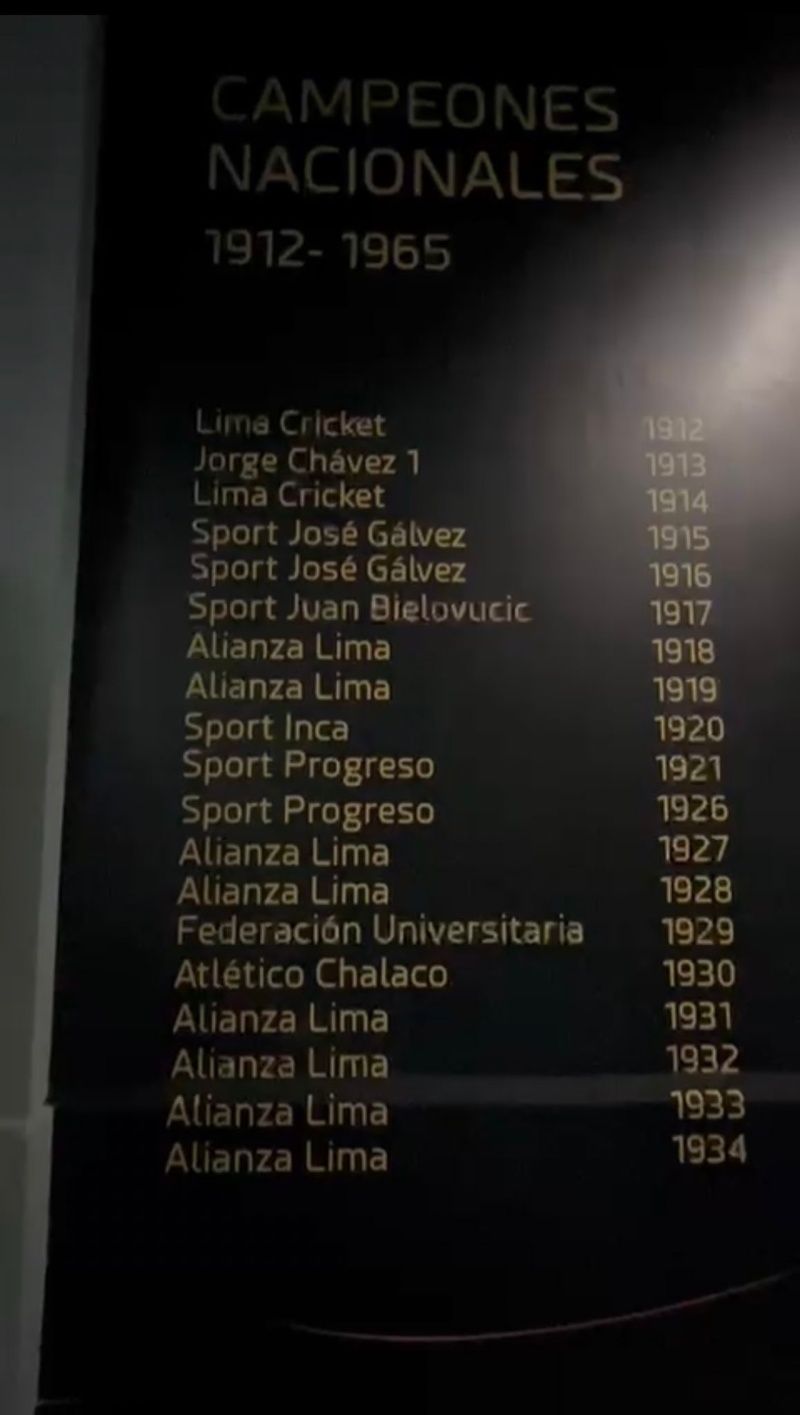 CAMPEONES
NACIONALES
1912- 1965
Lima Cricket 1912
Jorge Chávez 1 1913
Lima Cricket 1914
Sport José Gálvez 1915
Sport José Gálvez 1916
Sport Juan Bielovucic 1917
Alianza Lima 1918
Alianza Lima 1919
Sport Inca 1920
Sport Progreso 1921
Sport Progreso 1926
Alianza Lima 1927
Alianza Lima 1928
Federación Universitaria 1929
Atlético Chalaco 1930
Alianza Lima 1931
Alianza Lima 1932
Alianza Lima 1933
Alianza Lima 1934